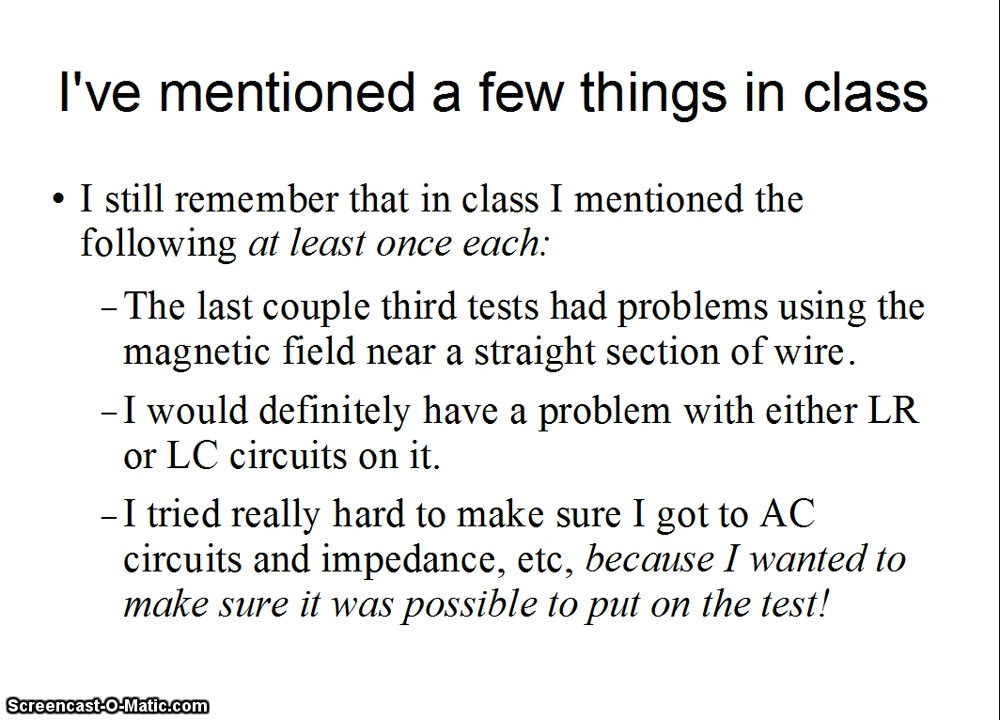 I've mentioned a few things in class
• I still remember that in class I mentioned the
following at least once each:
– The last couple third tests had problems using the
magnetic field near a straight section of wire.
– I would definitely have a problem with either LR
or LC circuits on it.
– I tried really hard to make sure I got to AC
circuits and impedance, etc, because I wanted to
make sure it was possible to put on the test!
Screencast-O-Matic.com